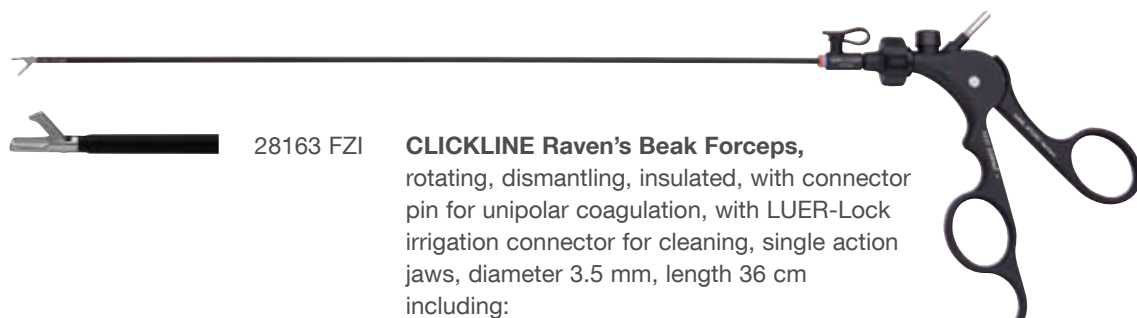 28163 FZI CLICKLINE Raven's Beak Forceps,
rotating, dismantling, insulated, with connector
pin for unipolar coagulation, with LUER-Lock
irrigation connector for cleaning, single action
jaws, diameter 3.5 mm, length 36 cm
including: